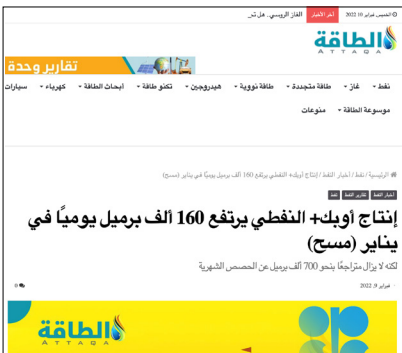 الخميس, فبراير 10 2022 أخر الأخبار الغاز الروسي.. هل تد
الطاقة
ATTAQA
تقارير وحدة
نفط غاز طاقة متجددة طاقة نووية هيدروجين تكنو طاقة أبحاث الطاقة كهرباء سيارات
موسوعة الطاقة منوعات
الرئيسية / نفط / أخبار النفط / إنتاج أوبك+ النفطي يرتفع 160 ألف برميل يوميًا في يناير (مسح)
أخبار النفط تقارير النفط نفط
إنتاج أوبك+ النفطي يرتفع 160 ألف برميل يوميًا في
يناير (مسح)
لكنه لا يزال متراجعًا بنحو 700 ألف برميل عن الحصص الشهرية
فبراير 9, 2022 0
الطاقة
ATTAQA